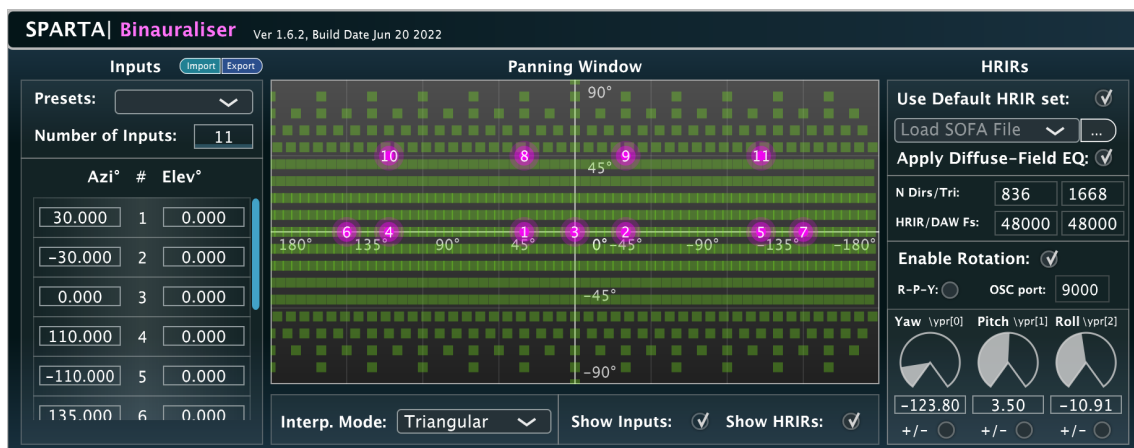 SPARTA| Binauraliser Ver 1.6.2, Build Date Jun 20 2022
Inputs Import Export
Presets:
Number of Inputs: 11
Azi° # Elev°
30.000 1 0.000
-30.000 2 0.000
0.000 3 0.000
110.000 4 0.000
-110.000 5 0.000
135.000 6 0.000
Panning Window
90°
10 8 9 11
45°
6 4 1 3 2 5 7
180° 135° 90° 45° 0° -45° -90° -135° -180°
-45°
-90°
Interp. Mode: Triangular Show Inputs: Show HRIRs:
HRIRs
Use Default HRIR set:
Load SOFA File ...
Apply Diffuse-Field EQ:
N Dirs/Tri: 836 1668
HRIR/DAW Fs: 48000 48000
Enable Rotation:
R-P-Y: OSC port: 9000
Yaw \ypr[0] Pitch \ypr[1] Roll \ypr[2]
-123.80 3.50 -10.91
+/- +/- +/-